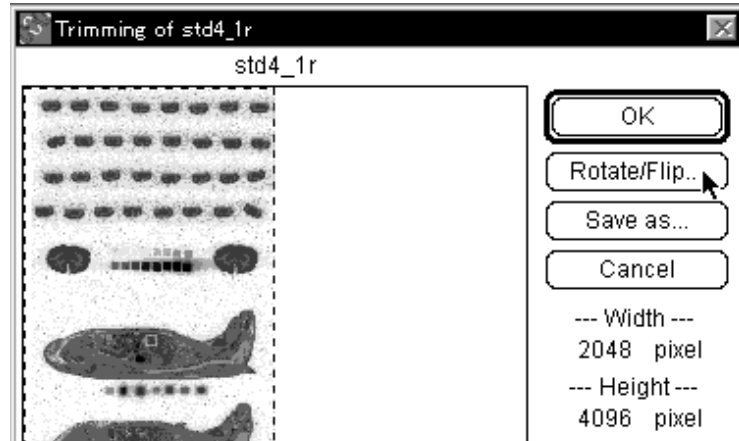 Trimming of std4_1r
std4_1r
OK
Rotate/Flip...
Save as...
Cancel
--- Width ---
2048 pixel
--- Height ---
4096 pixel